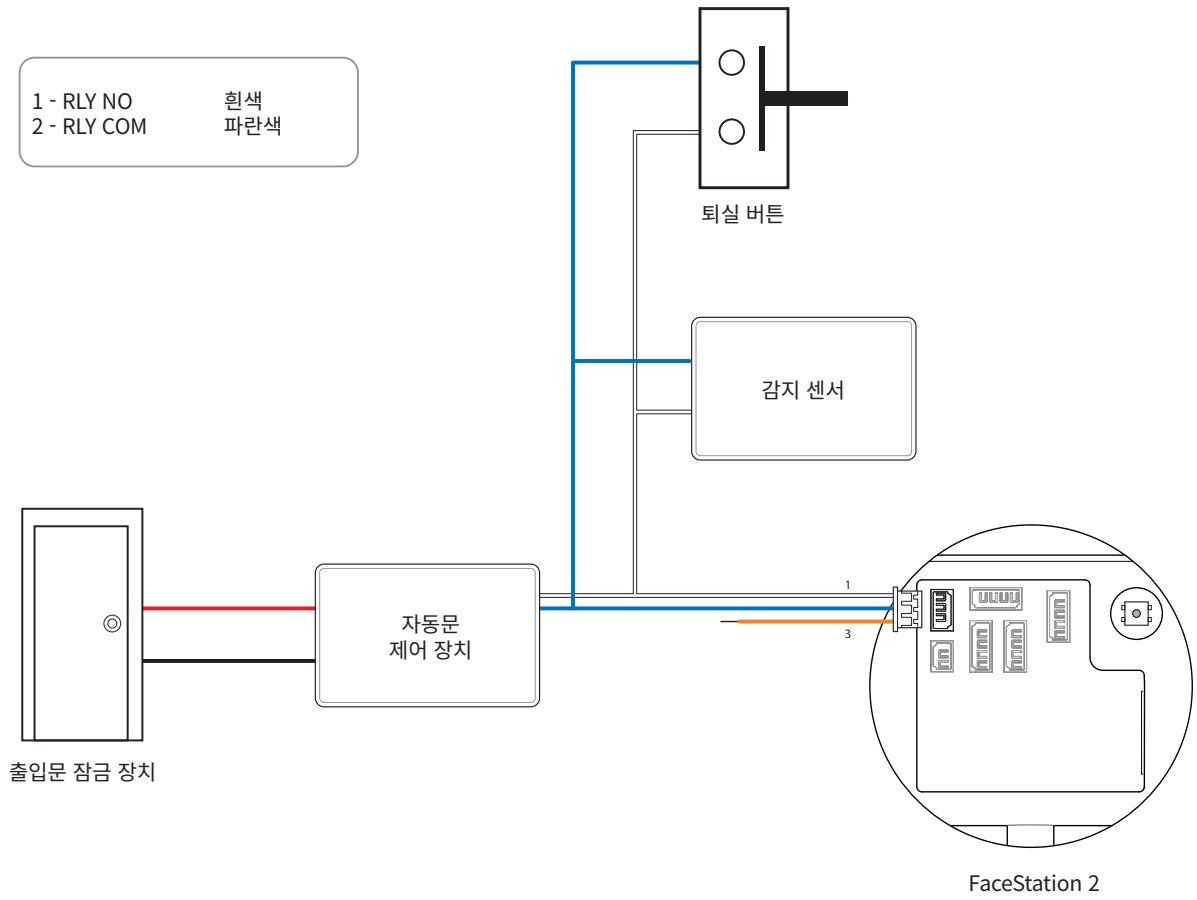 1 - RLY NO 흰색
2 - RLY COM 파란색
퇴실 버튼
감지 센서
1
3
자동문
제어 장치
출입문 잠금 장치
FaceStation 2